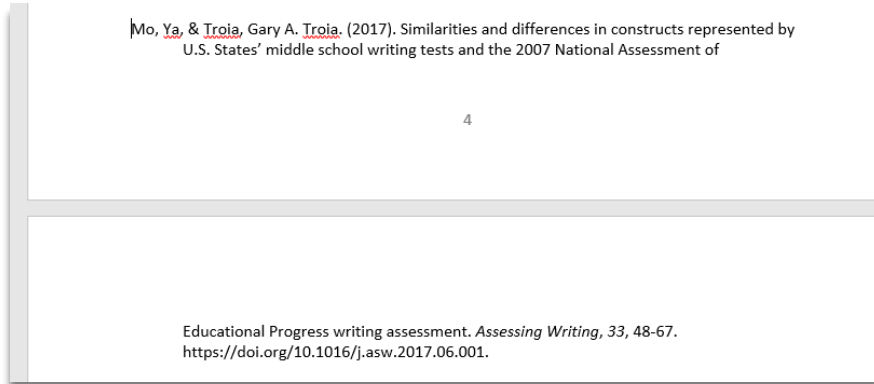 Mo, Ya, & Troia, Gary A. Troia. (2017). Similarities and differences in constructs represented by
U.S. States’ middle school writing tests and the 2007 National Assessment of
4
Educational Progress writing assessment. Assessing Writing, 33, 48-67.
https://doi.org/10.1016/j.asw.2017.06.001.